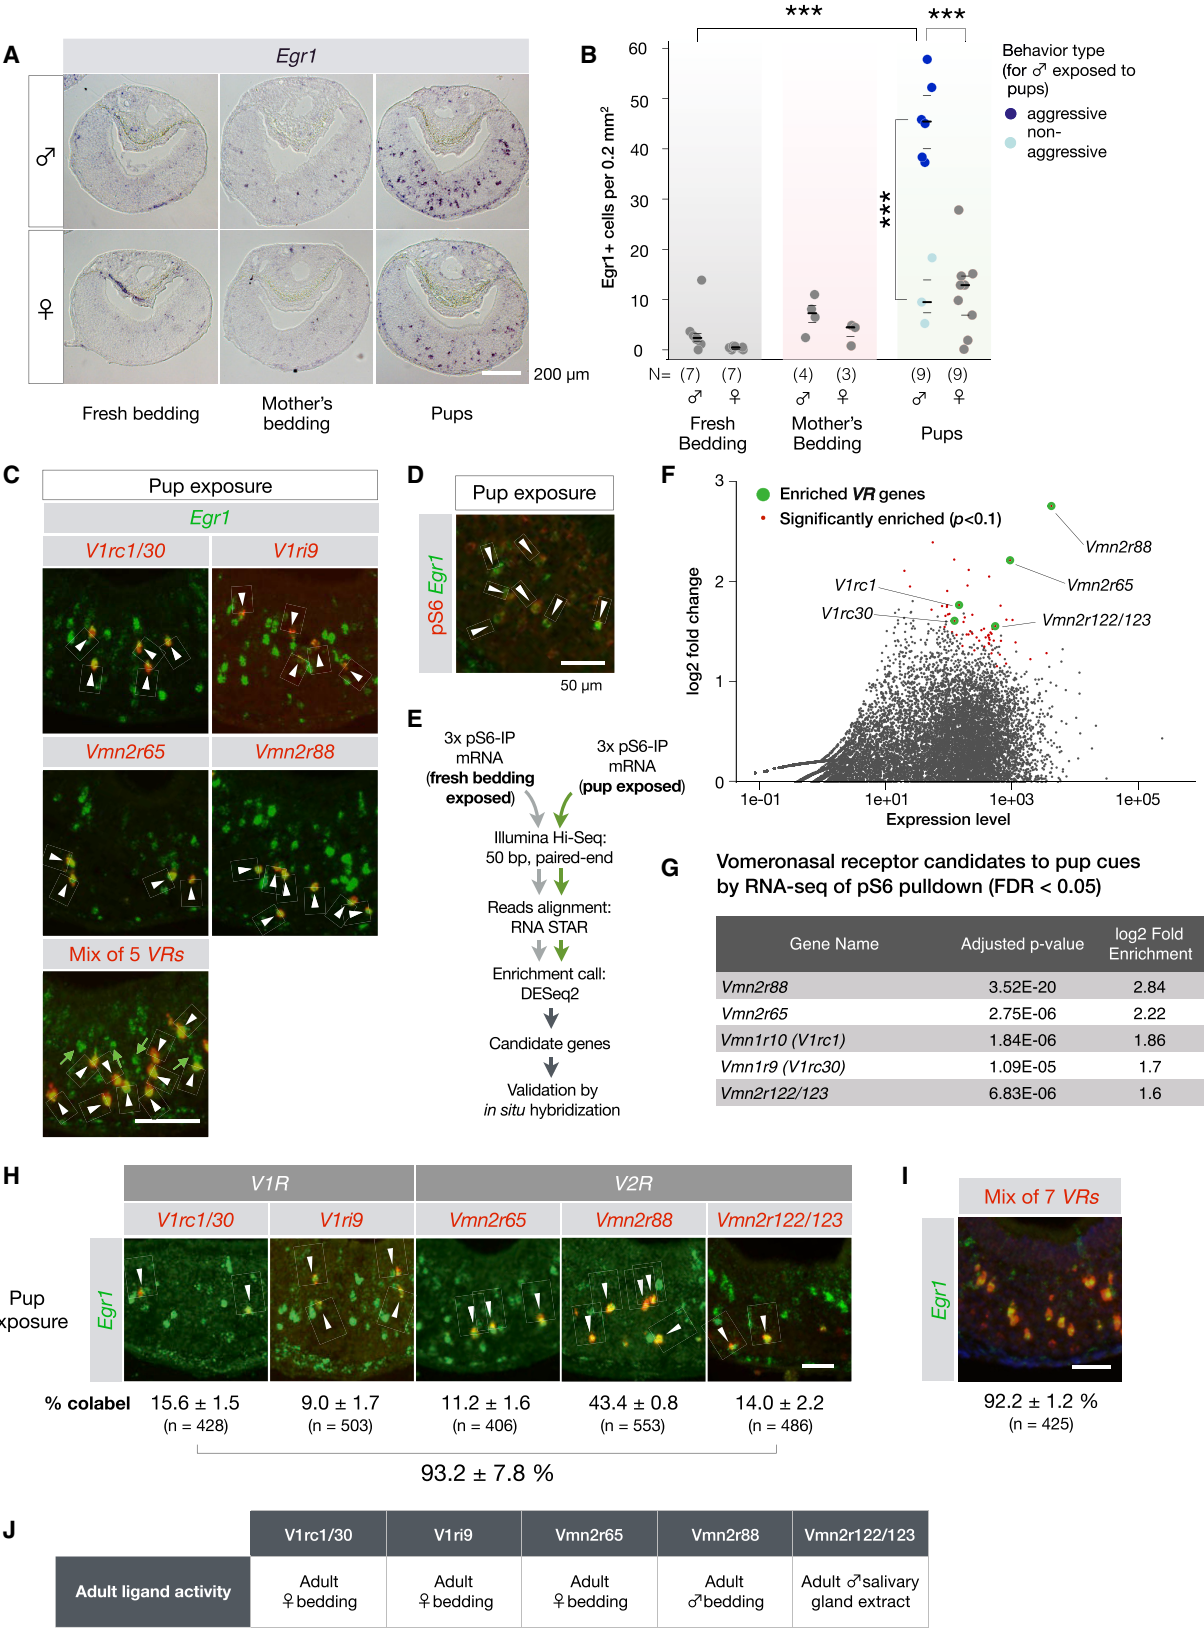 A
Egr1
♂
♀
200 µm
Fresh bedding
Mother's
bedding
Pups
B
***
***
***
Egr1+ cells per 0.2 mm²
60
50
40
30
20
10
0
N= (7) (7) (4) (3) (9) (9)
♂ ♀ ♂ ♀ ♂ ♀
Fresh
Bedding
Mother's
Bedding
Pups
Behavior type
(for ♂ exposed to
pups)
aggressive
non-
aggressive
C
Pup exposure
Egr1
V1rc1/30
V1ri9
Vmn2r65
Vmn2r88
Mix of 5 VRs
D
Pup exposure
pS6 Egr1
50 µm
E
3x pS6-IP
mRNA
(fresh bedding
exposed)
3x pS6-IP
mRNA
(pup exposed)
Illumina Hi-Seq:
50 bp, paired-end
Reads alignment:
RNA STAR
Enrichment call:
DESeq2
Candidate genes
Validation by
in situ hybridization
F
log2 fold change
3
2
1
0
Enriched VR genes
Significantly enriched (p<0.1)
Vmn2r88
Vmn2r65
V1rc1
V1rc30
Vmn2r122/123
1e-01 1e+01 1e+03 1e+05
Expression level
G
Vomeronasal receptor candidates to pup cues
by RNA-seq of pS6 pulldown (FDR < 0.05)
Gene Name Adjusted p-value log2 Fold Enrichment
Vmn2r88 3.52E-20 2.84
Vmn2r65 2.75E-06 2.22
Vmn1r10 (V1rc1) 1.84E-06 1.86
Vmn1r9 (V1rc30) 1.09E-05 1.7
Vmn2r122/123 6.83E-06 1.6
H
V1R V2R
V1rc1/30 V1ri9 Vmn2r65 Vmn2r88 Vmn2r122/123
Pup
xposure
Egr1
% colabel 15.6 ± 1.5 9.0 ± 1.7 11.2 ± 1.6 43.4 ± 0.8 14.0 ± 2.2
(n = 428) (n = 503) (n = 406) (n = 553) (n = 486)
93.2 ± 7.8 %
I
Mix of 7 VRs
Egr1
92.2 ± 1.2 %
(n = 425)
J
V1rc1/30 V1ri9 Vmn2r65 Vmn2r88 Vmn2r122/123
Adult ligand activity
Adult
♀bedding
Adult
♀bedding
Adult
♀bedding
Adult
♂bedding
Adult ♂salivary
gland extract